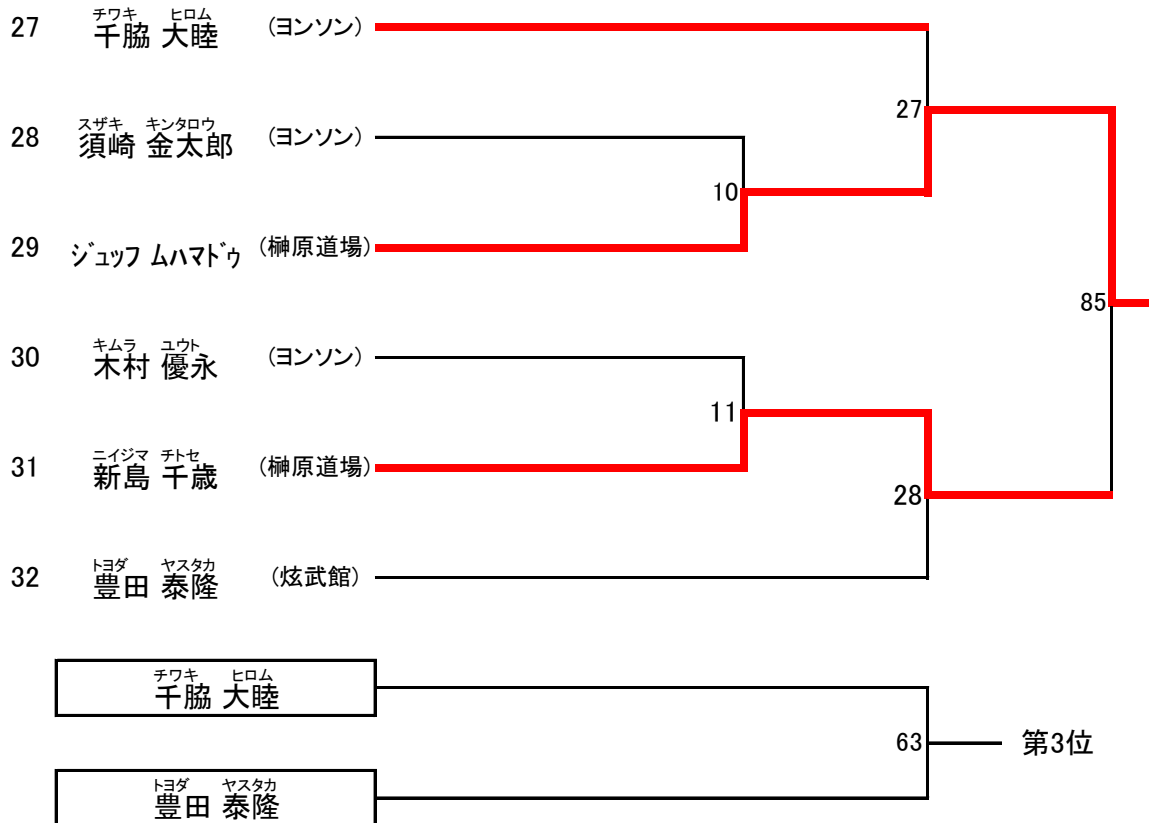 チワキ ヒロム
27 千脇 大睦 (ヨンソン)
27
スザキ キンタロウ
28 須崎 金太郎 (ヨンソン)
10
29 ジュッフ ムハマドゥ (榊原道場)
85
キムラ ユウト
30 木村 優永 (ヨンソン)
11
ニイジマ チトセ
31 新島 千歳 (榊原道場)
28
トヨダ ヤスタカ
32 豊田 泰隆 (炫武館)
チワキ ヒロム
千脇 大睦
63 第3位
トヨダ ヤスタカ
豊田 泰隆